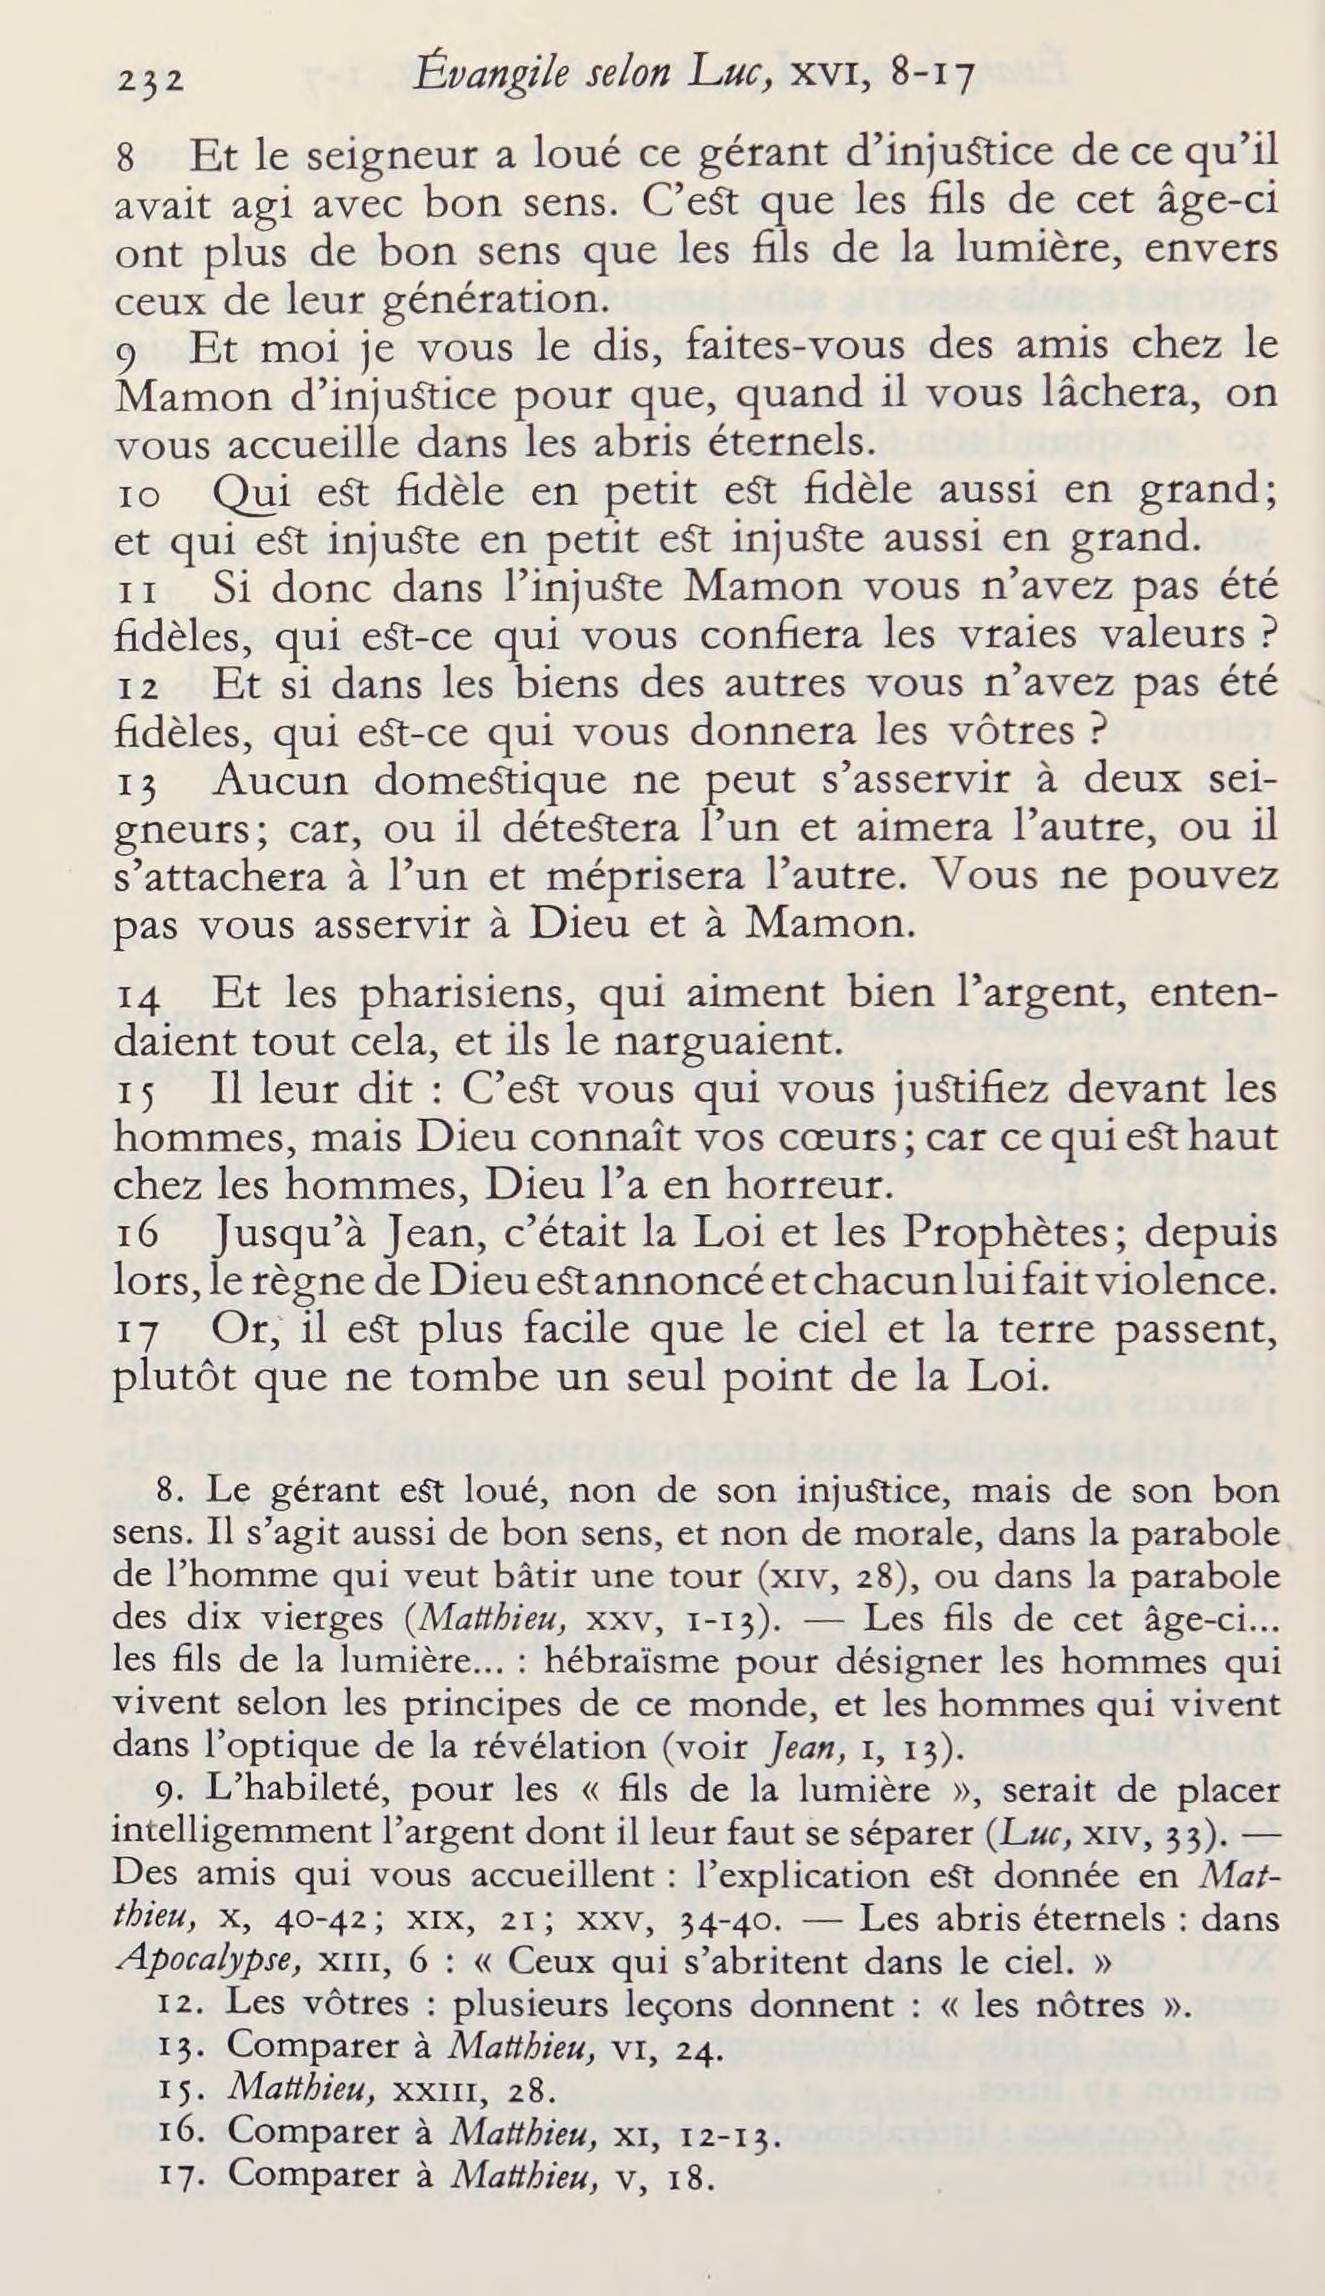 232 Évangile selon Luc, XVI, 8-17
8 Et le seigneur a loué ce gérant d’injustice de ce qu’il
avait agi avec bon sens. C’est que les fils de cet âge-ci
ont plus de bon sens que les fils de la lumière, envers
ceux de leur génération.
9 Et moi je vous le dis, faites-vous des amis chez le
Mamon d’injustice pour que, quand il vous lâchera, on
vous accueille dans les abris éternels.
10 Qui est fidèle en petit est fidèle aussi en grand;
et qui est injuste en petit est injuste aussi en grand.
11 Si donc dans l’injuste Mamon vous n’avez pas été
fidèles, qui est-ce qui vous confiera les vraies valeurs ?
12 Et si dans les biens des autres vous n’avez pas été
fidèles, qui est-ce qui vous donnera les vôtres ?
13 Aucun domestique ne peut s’asservir à deux sei-
gneurs; car, ou il détestera l’un et aimera l’autre, ou il
s’attachera à l’un et méprisera l’autre. Vous ne pouvez
pas vous asservir à Dieu et à Mamon.
14 Et les pharisiens, qui aiment bien l’argent, enten-
daient tout cela, et ils le narguaient.
15 Il leur dit : C’est vous qui vous justifiez devant les
hommes, mais Dieu connaît vos cœurs; car ce qui est haut
chez les hommes, Dieu l’a en horreur.
16 Jusqu’à Jean, c’était la Loi et les Prophètes; depuis
lors, le règne de Dieu est annoncé et chacun lui fait violence.
17 Or, il est plus facile que le ciel et la terre passent,
plutôt que ne tombe un seul point de la Loi.
8. Le gérant est loué, non de son injustice, mais de son bon
sens. Il s’agit aussi de bon sens, et non de morale, dans la parabole
de l’homme qui veut bâtir une tour (XIV, 28), ou dans la parabole
des dix vierges (Matthieu, XXV, 1-13). — Les fils de cet âge-ci...
les fils de la lumière... : hébraïsme pour désigner les hommes qui
vivent selon les principes de ce monde, et les hommes qui vivent
dans l’optique de la révélation (voir Jean, I, 13).
9. L’habileté, pour les « fils de la lumière », serait de placer
intelligemment l’argent dont il leur faut se séparer (Luc, XIV, 33). —
Des amis qui vous accueillent : l’explication est donnée en Mat-
thieu, X, 40-42; XIX, 21; XXV, 34-40. — Les abris éternels : dans
Apocalypse, XIII, 6 : « Ceux qui s’abritent dans le ciel. »
12. Les vôtres : plusieurs leçons donnent : « les nôtres ».
13. Comparer à Matthieu, VI, 24.
15. Matthieu, XXIII, 28.
16. Comparer à Matthieu, XI, 12-13.
17. Comparer à Matthieu, V, 18.